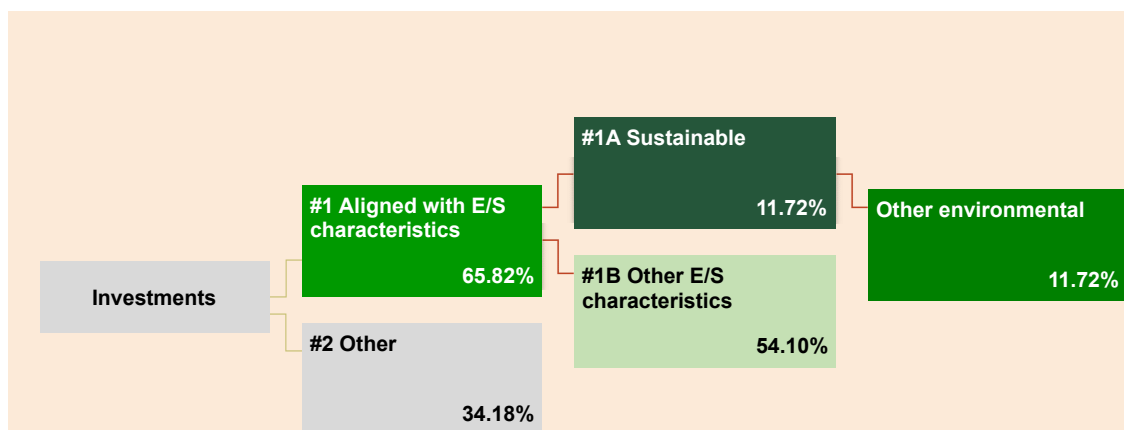 Investments
#1 Aligned with E/S
characteristics
65.82%
#2 Other
34.18%
#1A Sustainable
11.72%
#1B Other E/S
characteristics
54.10%
Other environmental
11.72%